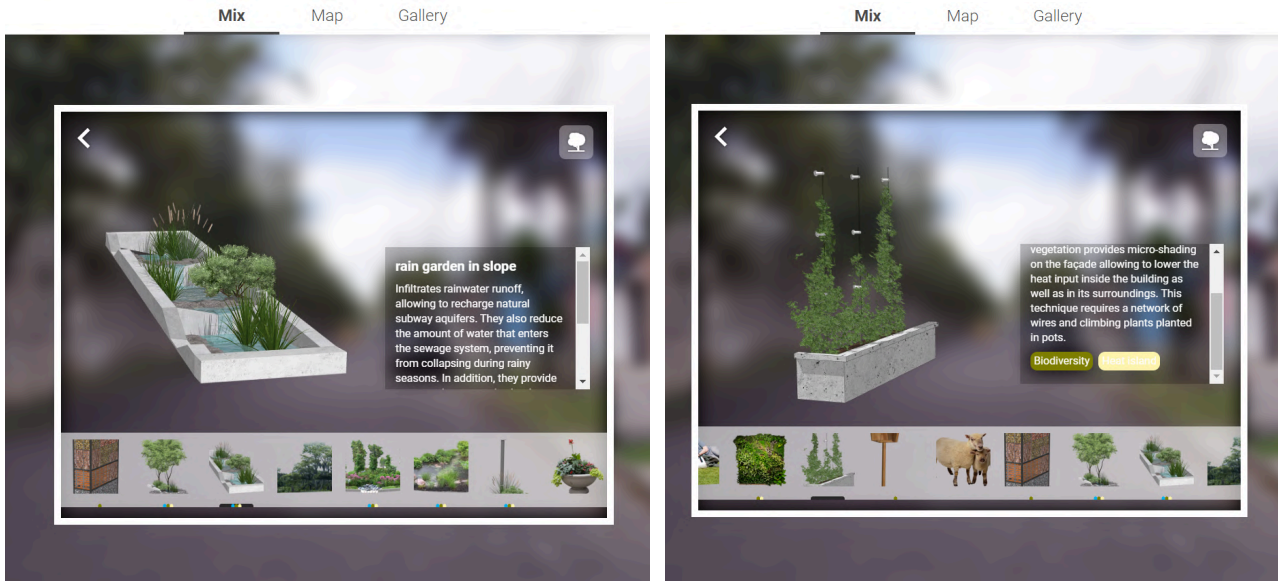 Mix Map Gallery
rain garden in slope
Infiltrates rainwater runoff,
allowing to recharge natural
subway aquifers. They also reduce
the amount of water that enters
the sewage system, preventing it
from collapsing during rainy
seasons. In addition, they provide
Mix Map Gallery
vegetation provides micro-shading
on the façade allowing to lower the
heat input inside the building as
well as in its surroundings. This
technique requires a network of
wires and climbing plants planted
in pots.
Biodiversity Heat island